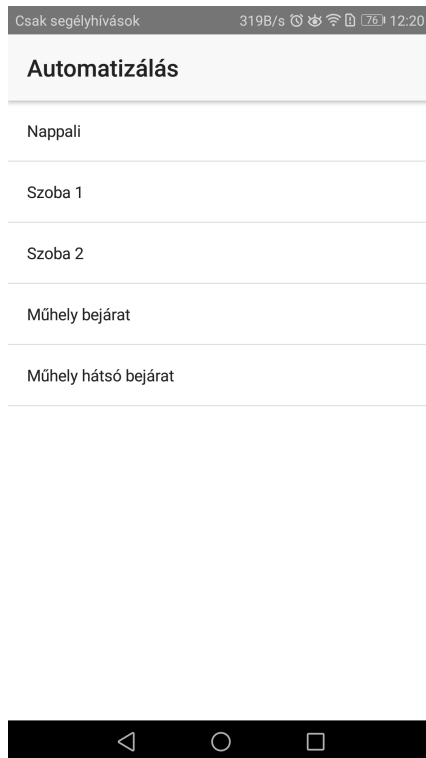 Csak segélyhívások 319B/s 76 12:20
Automatizálás
Nappali
Szoba 1
Szoba 2
Műhely bejárat
Műhely hátsó bejárat